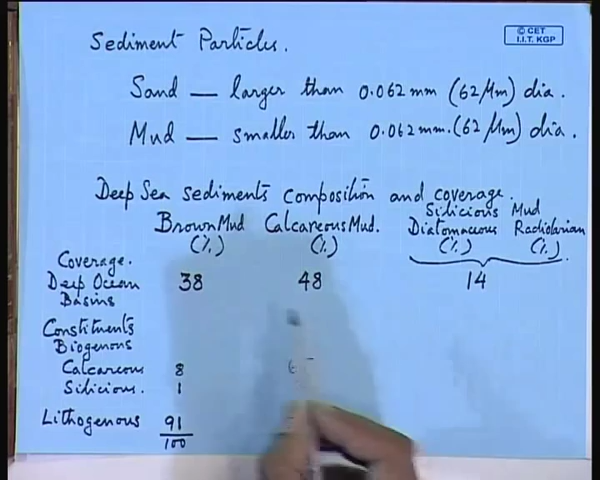 © CET
I.I.T. KGP
Sediment Particles.
Sand — larger than 0.062 mm (62 μm) dia.
Mud — smaller than 0.062 mm. (62 μm) dia.
Deep Sea sediments composition and coverage.
Silicious Mud
Brown Mud Calcareous Mud. Diatomaceous Radiolarian
(%) (%) (%) (%)
Coverage.
Deep Ocean 38 48 14
Basins
Constituents
Biogenous
Calcareous 8
Silicious. 1
Lithogenous 91
100